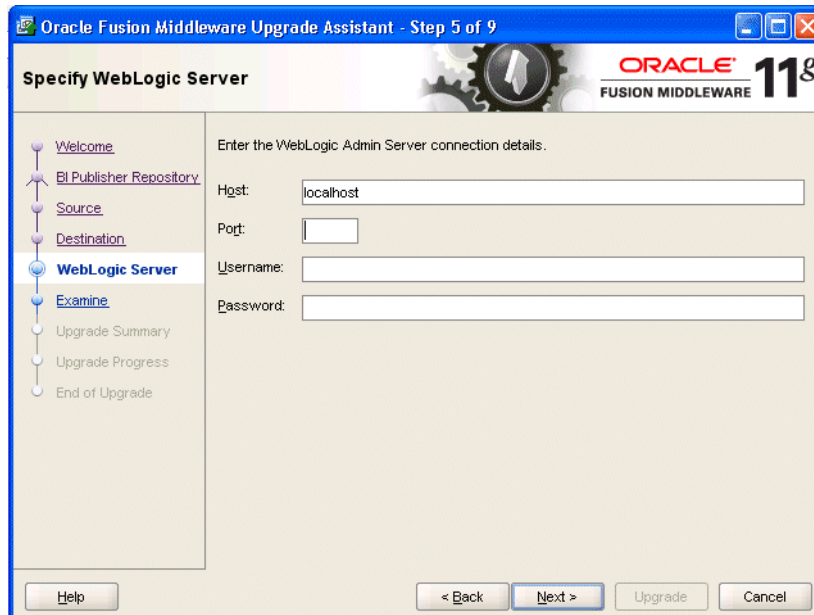 Oracle Fusion Middleware Upgrade Assistant - Step 5 of 9
Specify WebLogic Server
ORACLE
FUSION MIDDLEWARE
11g
Welcome
BI Publisher Repository
Source
Destination
WebLogic Server
Examine
Upgrade Summary
Upgrade Progress
End of Upgrade
Enter the WebLogic Admin Server connection details.
Host: localhost
Port:
Username:
Password:
Help
< Back
Next >
Upgrade
Cancel